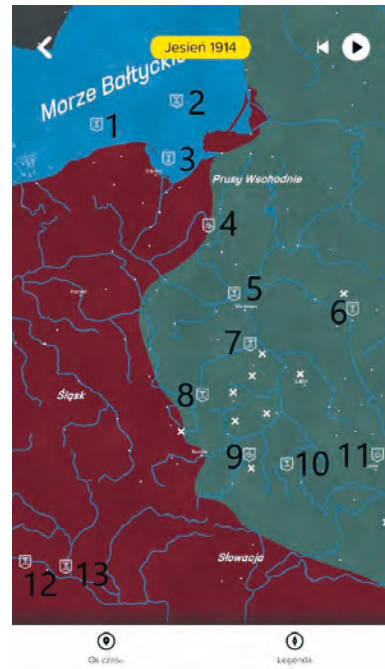 Jesień 1914
Morze Bałtyckie
2
1
3
Prusy Wschodnie
4
5
6
7
Śląsk
8
9
10
11
Słowacja
12
13
Oś czasu
Legenda